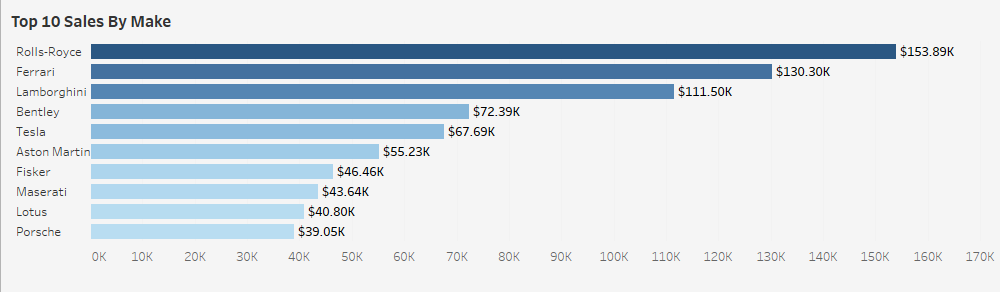 Top 10 Sales By Make
Rolls-Royce $153.89K
Ferrari $130.30K
Lamborghini $111.50K
Bentley $72.39K
Tesla $67.69K
Aston Martin $55.23K
Fisker $46.46K
Maserati $43.64K
Lotus $40.80K
Porsche $39.05K
0K 10K 20K 30K 40K 50K 60K 70K 80K 90K 100K 110K 120K 130K 140K 150K 160K 170K